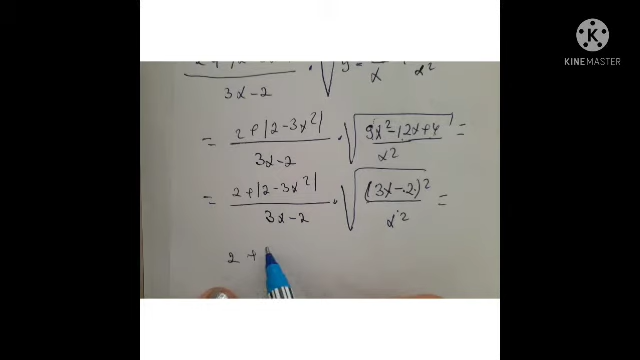 3x-2
= 2+|2-3x²| / 3x-2 · √(9x²-12x+4 / x²) =
= 2+|2-3x²| / 3x-2 · √((3x-2)² / x²) =
2 +
KINEMASTER